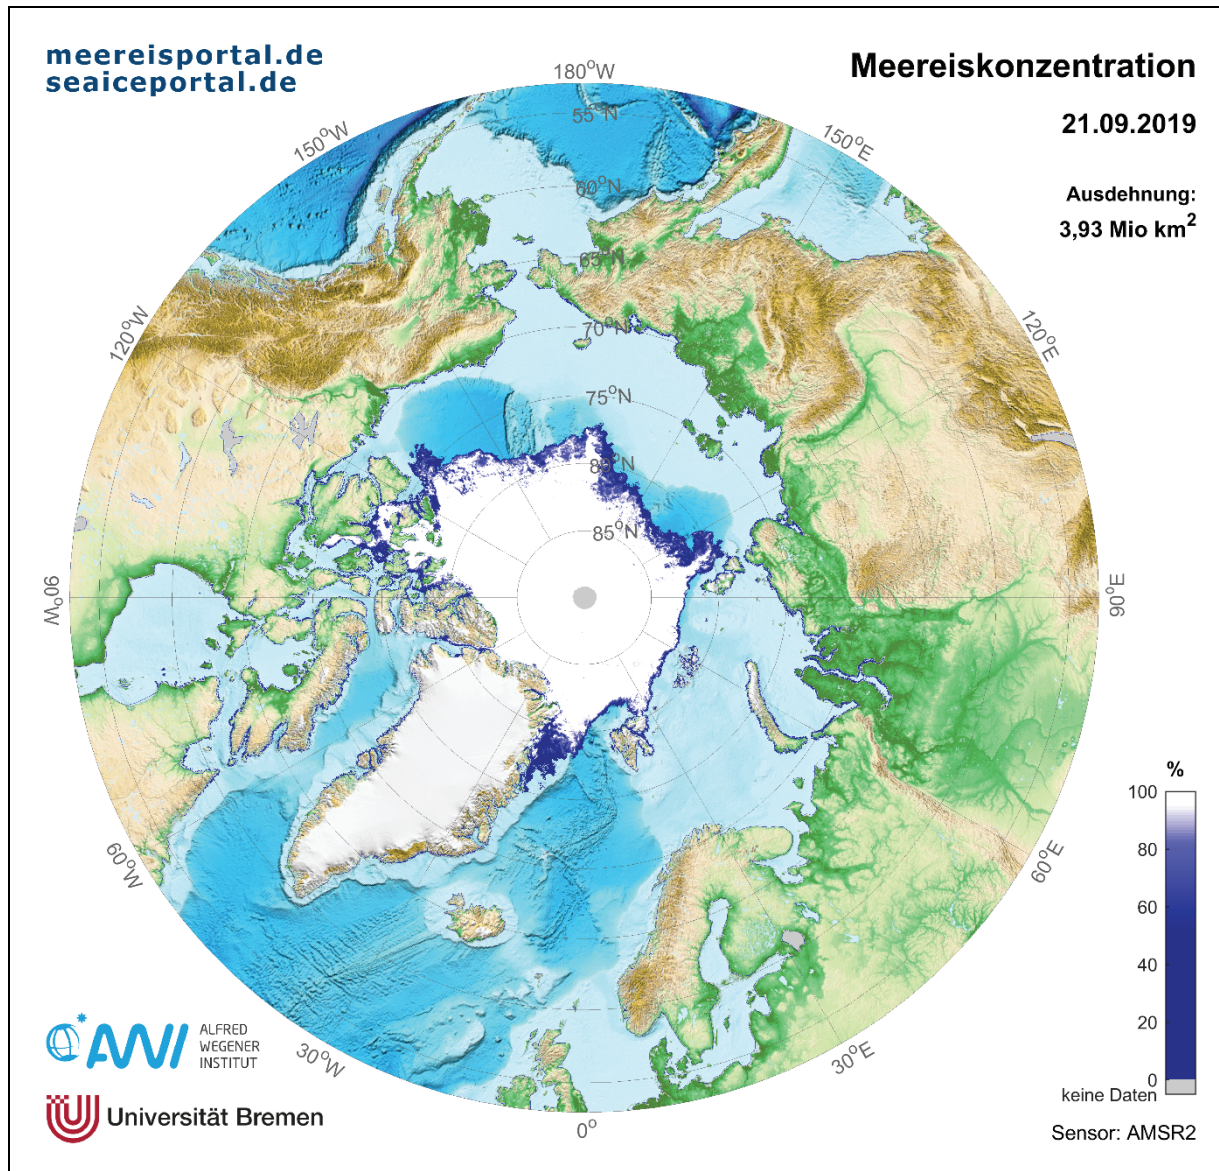 meereisportal.de
seaiceportal.de
Meereiskonzentration
21.09.2019
Ausdehnung:
3,93 Mio km²
180°W
150°W
150°E
120°W
120°E
90°W
90°E
60°W
60°E
30°W
30°E
0°
55°N
60°N
65°N
70°N
75°N
80°N
85°N
%
100
80
60
40
20
0
keine Daten
Sensor: AMSR2
AWI
ALFRED
WEGENER
INSTITUT
Universität Bremen